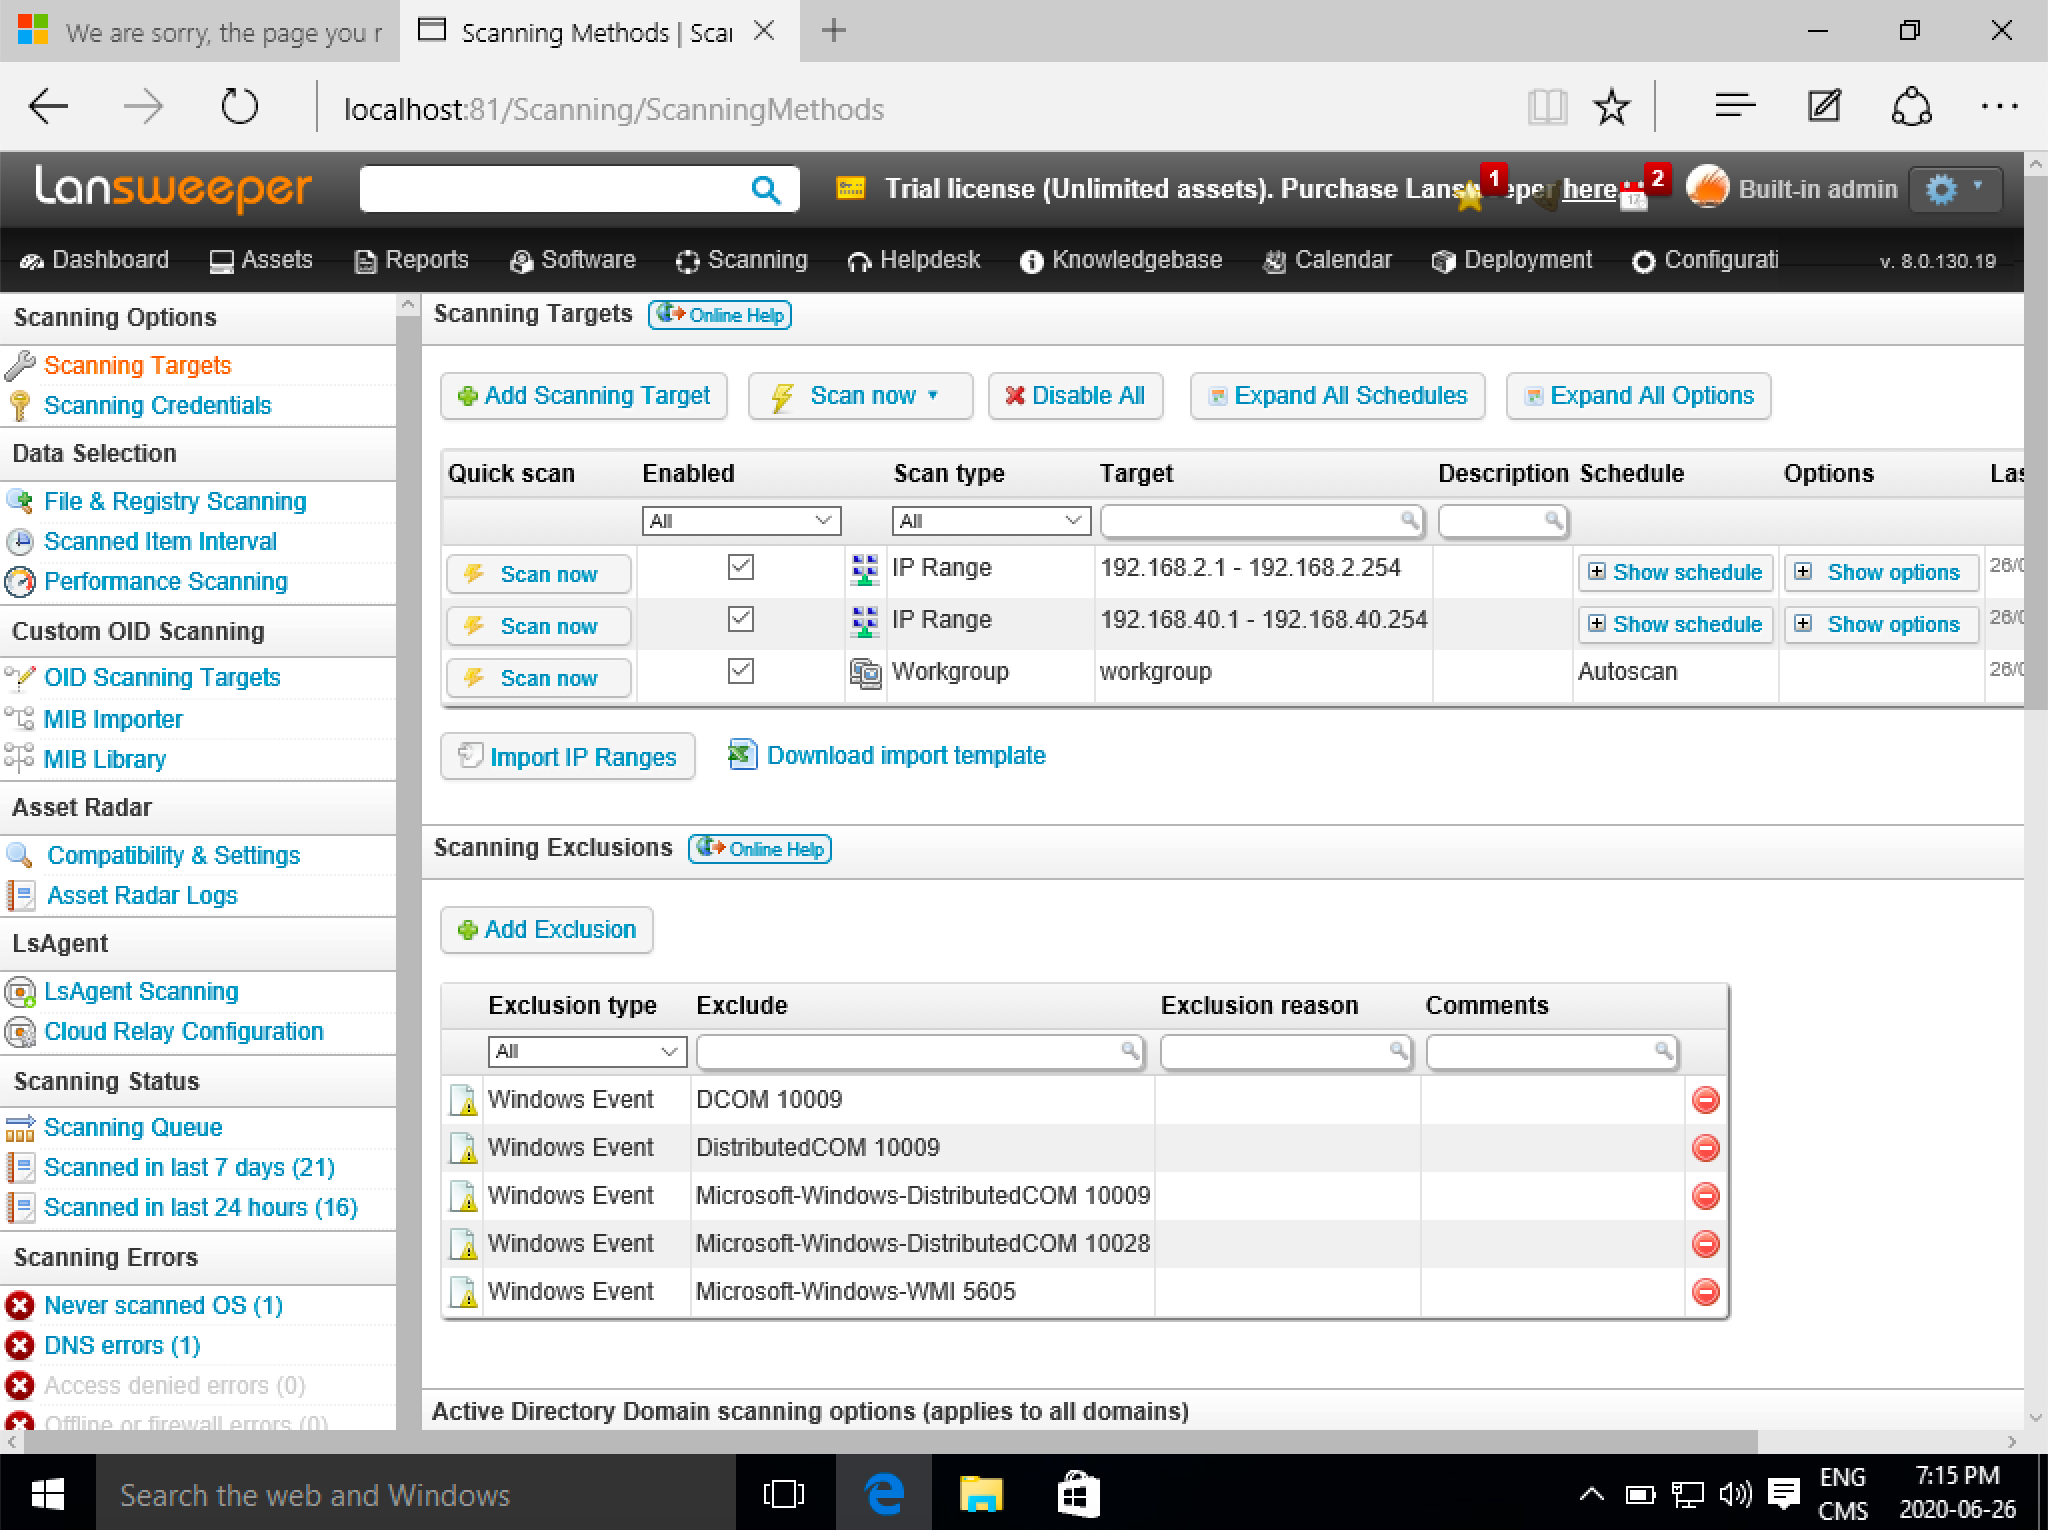 We are sorry, the page you r
Scanning Methods | Scar
localhost:81/Scanning/ScanningMethods
Lansweeper
Trial license (Unlimited assets). Purchase Lansweeper here
1
2
17
Built-in admin
Dashboard
Assets
Reports
Software
Scanning
Helpdesk
Knowledgebase
Calendar
Deployment
Configurati
v. 8.0.130.19
Scanning Options
Scanning Targets
Scanning Credentials
Data Selection
File & Registry Scanning
Scanned Item Interval
Performance Scanning
Custom OID Scanning
OID Scanning Targets
MIB Importer
MIB Library
Asset Radar
Compatibility & Settings
Asset Radar Logs
LsAgent
LsAgent Scanning
Cloud Relay Configuration
Scanning Status
Scanning Queue
Scanned in last 7 days (21)
Scanned in last 24 hours (16)
Scanning Errors
Never scanned OS (1)
DNS errors (1)
Access denied errors (0)
Offline or firewall errors (0)
Scanning Targets Online Help
Add Scanning Target
Scan now
Disable All
Expand All Schedules
Expand All Options
Quick scan Enabled Scan type Target Description Schedule Options Las
All All
Scan now IP Range 192.168.2.1 - 192.168.2.254 Show schedule Show options 26/0
Scan now IP Range 192.168.40.1 - 192.168.40.254 Show schedule Show options 26/0
Scan now Workgroup workgroup Autoscan 26/0
Import IP Ranges Download import template
Scanning Exclusions Online Help
Add Exclusion
Exclusion type Exclude Exclusion reason Comments
All
Windows Event DCOM 10009
Windows Event DistributedCOM 10009
Windows Event Microsoft-Windows-DistributedCOM 10009
Windows Event Microsoft-Windows-DistributedCOM 10028
Windows Event Microsoft-Windows-WMI 5605
Active Directory Domain scanning options (applies to all domains)
Search the web and Windows
ENG
CMS
7:15 PM
2020-06-26